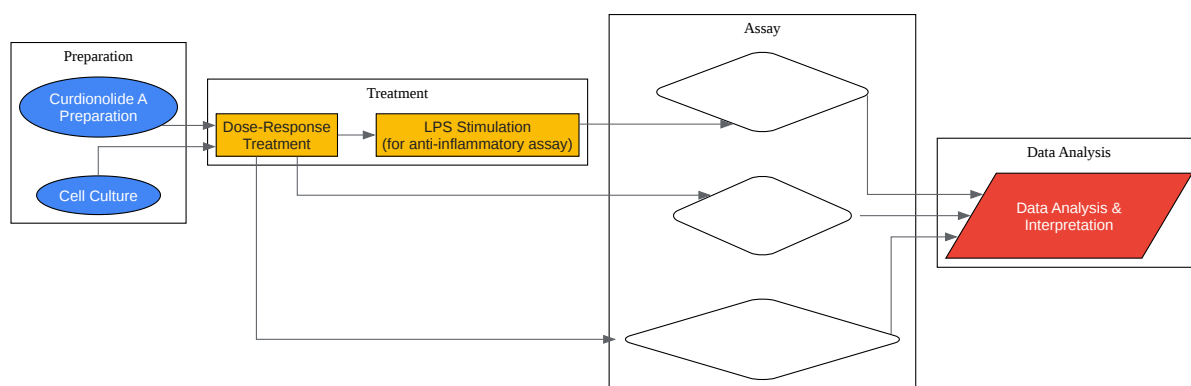 Preparation
Curdionolide A
Preparation
Cell Culture
Treatment
Dose-Response
Treatment
LPS Stimulation
(for anti-inflammatory assay)
Assay
Data Analysis
Data Analysis &
Interpretation